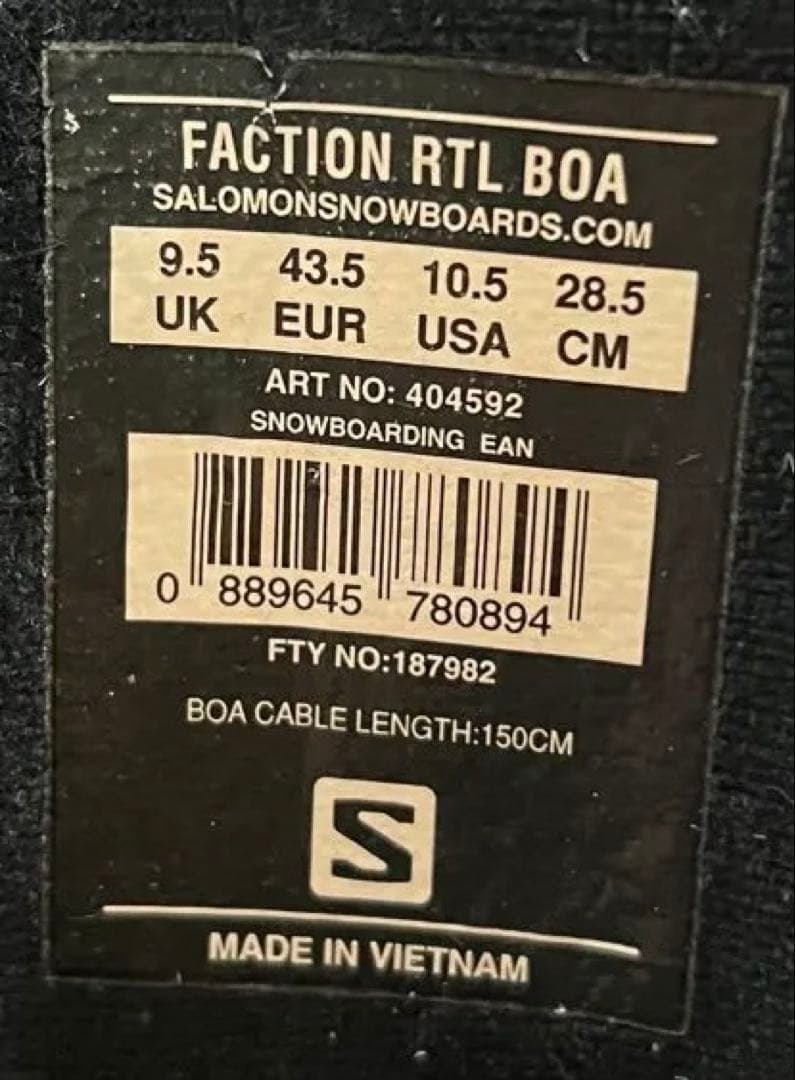 FACTION RTL BOA
SALOMONSNOWBOARDS.COM
9.5 43.5 10.5 28.5
UK EUR USA CM
ART NO: 404592
SNOWBOARDING EAN
0 889645 780894
FTY NO:187982
BOA CABLE LENGTH:150CM
S
MADE IN VIETNAM